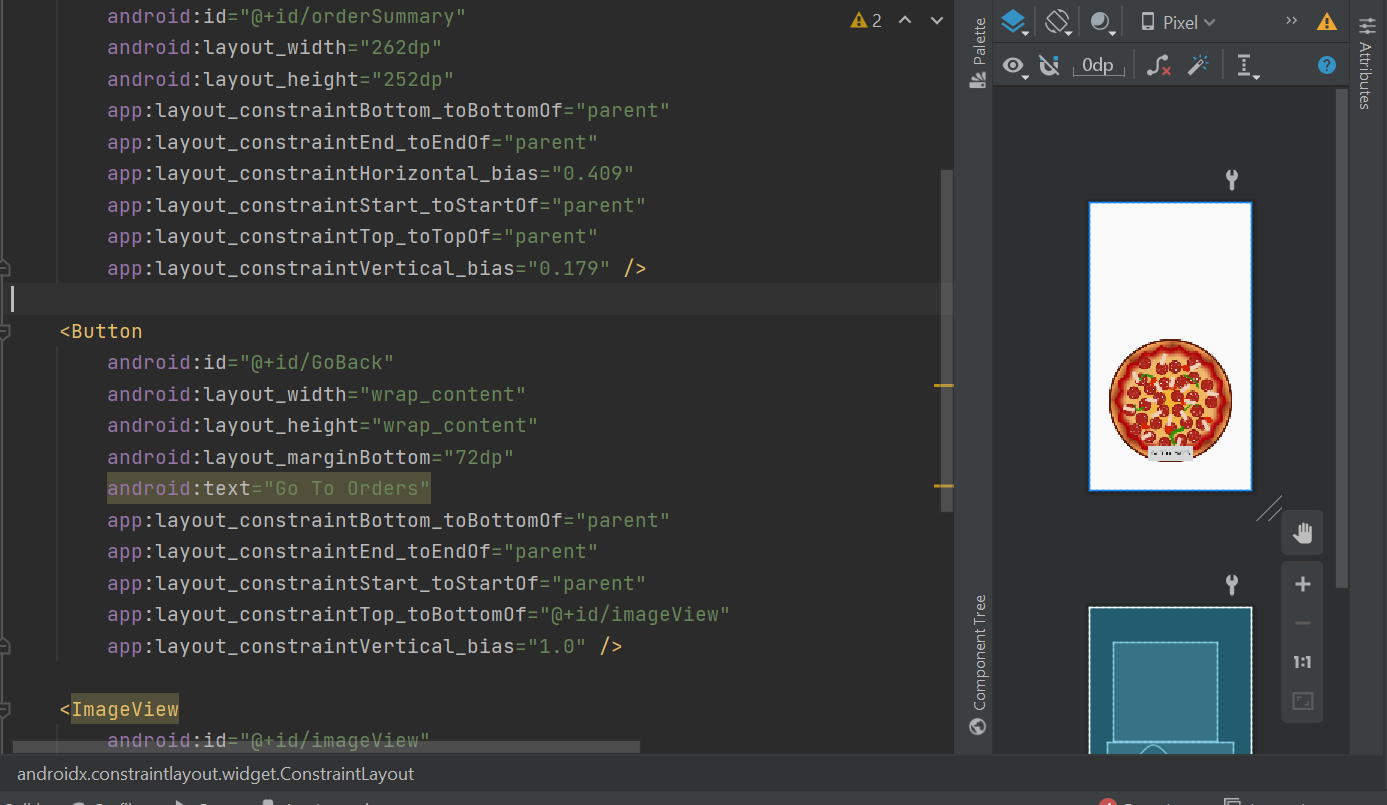 android:id="@+id/orderSummary"
android:layout_width="262dp"
android:layout_height="252dp"
app:layout_constraintBottom_toBottomOf="parent"
app:layout_constraintEnd_toEndOf="parent"
app:layout_constraintHorizontal_bias="0.409"
app:layout_constraintStart_toStartOf="parent"
app:layout_constraintTop_toTopOf="parent"
app:layout_constraintVertical_bias="0.179" />
<Button
android:id="@+id/GoBack"
android:layout_width="wrap_content"
android:layout_height="wrap_content"
android:layout_marginBottom="72dp"
android:text="Go To Orders"
app:layout_constraintBottom_toBottomOf="parent"
app:layout_constraintEnd_toEndOf="parent"
app:layout_constraintStart_toStartOf="parent"
app:layout_constraintTop_toBottomOf="@+id/imageView"
app:layout_constraintVertical_bias="1.0" />
<ImageView
android:id="@+id/imageView"
2
Palette
Component Tree
Pixel
0dp
?
1:1
Attributes
androidx.constraintlayout.widget.ConstraintLayout